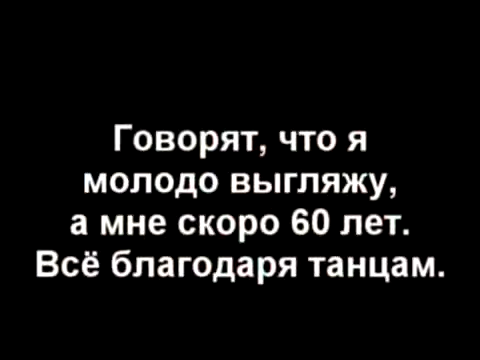 Говорят, что я
молодо выгляжу,
а мне скоро 60 лет.
Всё благодаря танцам.